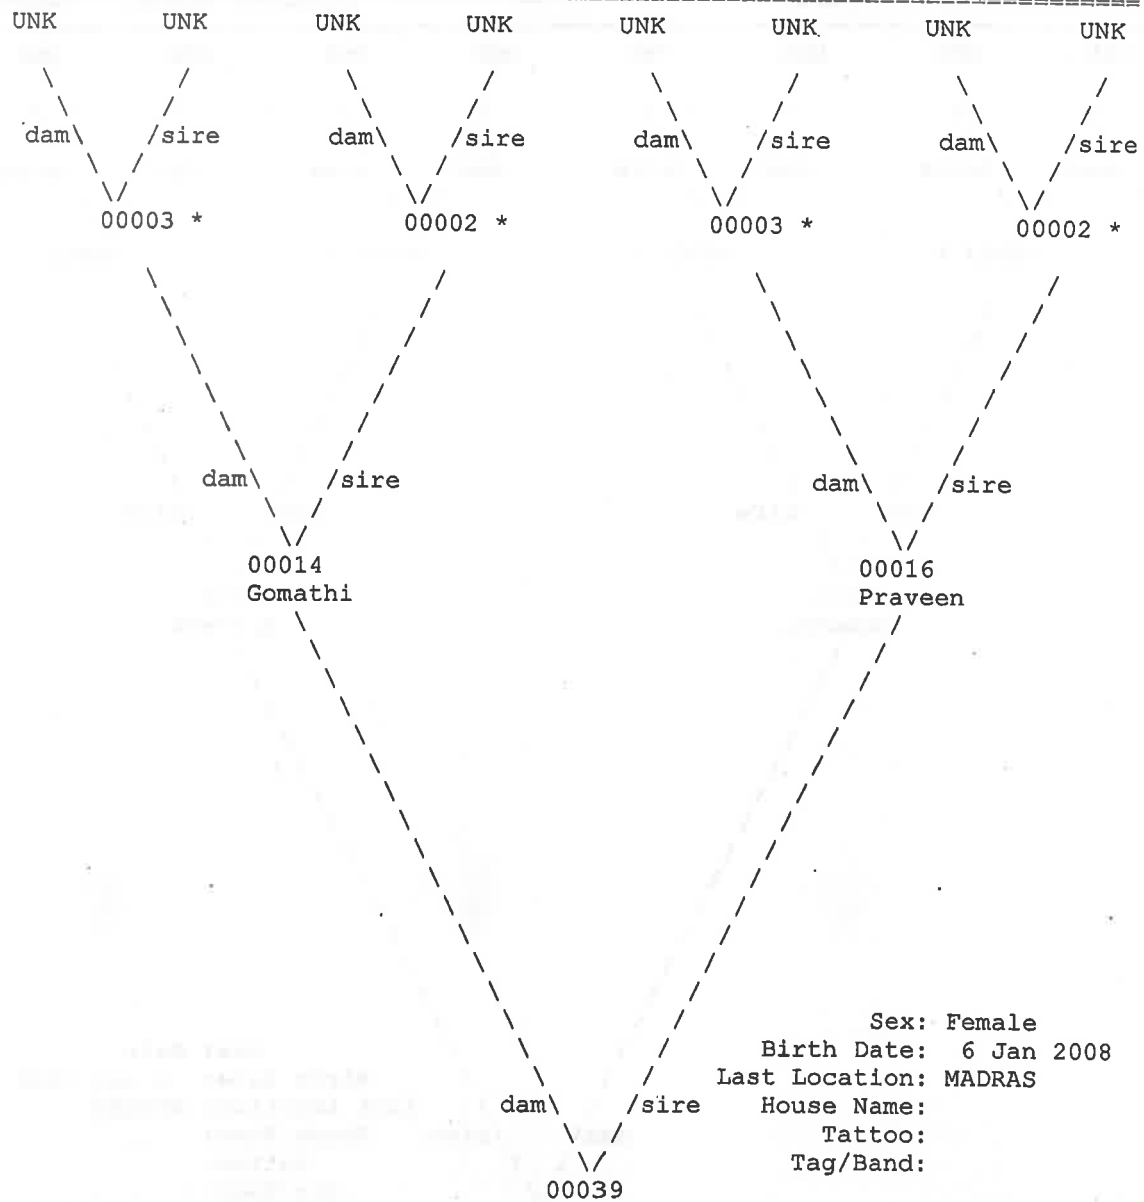 UNK UNK UNK UNK UNK UNK UNK UNK
dam\ /sire dam\ /sire dam\ /sire dam\ /sire
00003 * 00002 * 00003 * 00002 *
dam\ /sire dam\ /sire
00014 00016
Gomathi Praveen
Sex: Female
Birth Date: 6 Jan 2008
Last Location: MADRAS
dam\ /sire House Name:
Tattoo:
Tag/Band:
00039